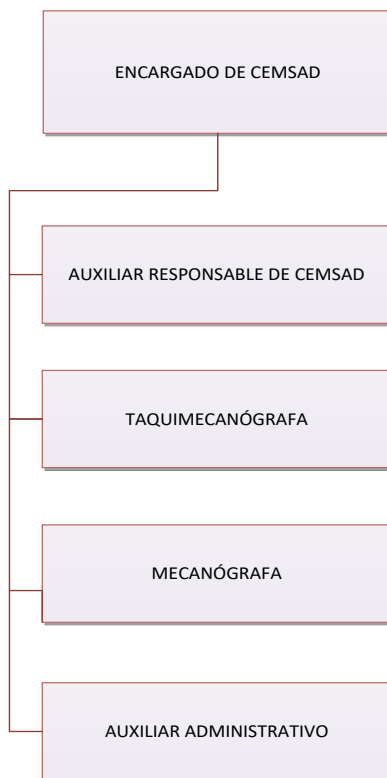 ENCARGADO DE CEMSAD
AUXILIAR RESPONSABLE DE CEMSAD
TAQUIMECANÓGRAFA
MECANÓGRAFA
AUXILIAR ADMINISTRATIVO